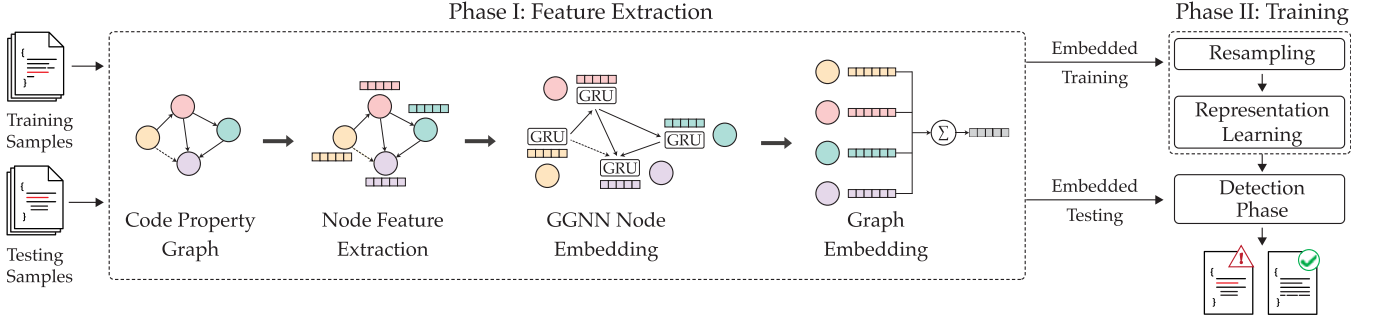 Phase I: Feature Extraction
Phase II: Training
{
}
Training
Samples
{
}
Testing
Samples
Code Property
Graph
Node Feature
Extraction
GRU
GRU
GRU
GRU
GGNN Node
Embedding
Σ
Graph
Embedding
Embedded
Training
Embedded
Testing
Resampling
Representation
Learning
Detection
Phase
!
{
}
{
}